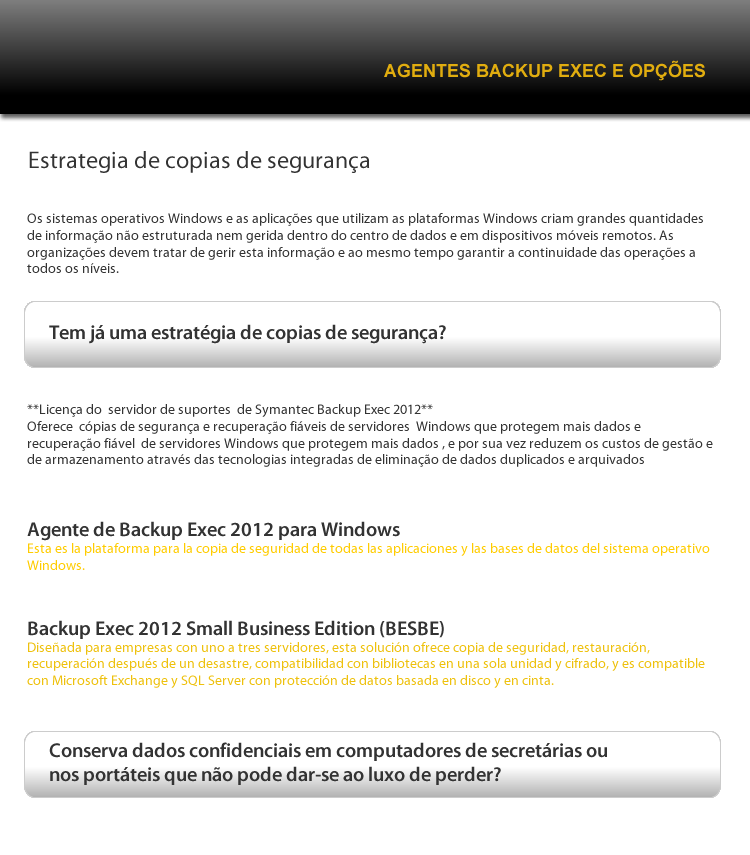 AGENTES BACKUP EXEC E OPÇÕES
Estrategia de copias de segurança
Os sistemas operativos Windows e as aplicações que utilizam as plataformas Windows criam grandes quantidades
de informação não estruturada nem gerida dentro do centro de dados e em dispositivos móveis remotos. As
organizações devem tratar de gerir esta informação e ao mesmo tempo garantir a continuidade das operações a
todos os níveis.
Tem já uma estratégia de copias de segurança?
**Licença do  servidor de suportes  de Symantec Backup Exec 2012**
Oferece  cópias de segurança e recuperação fiáveis de servidores  Windows que protegem mais dados e
recuperação fiável  de servidores Windows que protegem mais dados , e por sua vez reduzem os custos de gestão e
de armazenamento através das tecnologias integradas de eliminação de dados duplicados e arquivados
Agente de Backup Exec 2012 para Windows
Esta es la plataforma para la copia de seguridad de todas las aplicaciones y las bases de datos del sistema operativo
Windows.
Backup Exec 2012 Small Business Edition (BESBE)
Diseñada para empresas con uno a tres servidores, esta solución ofrece copia de seguridad, restauración,
recuperación después de un desastre, compatibilidad con bibliotecas en una sola unidad y cifrado, y es compatible
con Microsoft Exchange y SQL Server con protección de datos basada en disco y en cinta.
Conserva dados confidenciais em computadores de secretárias ou
nos portáteis que não pode dar-se ao luxo de perder?